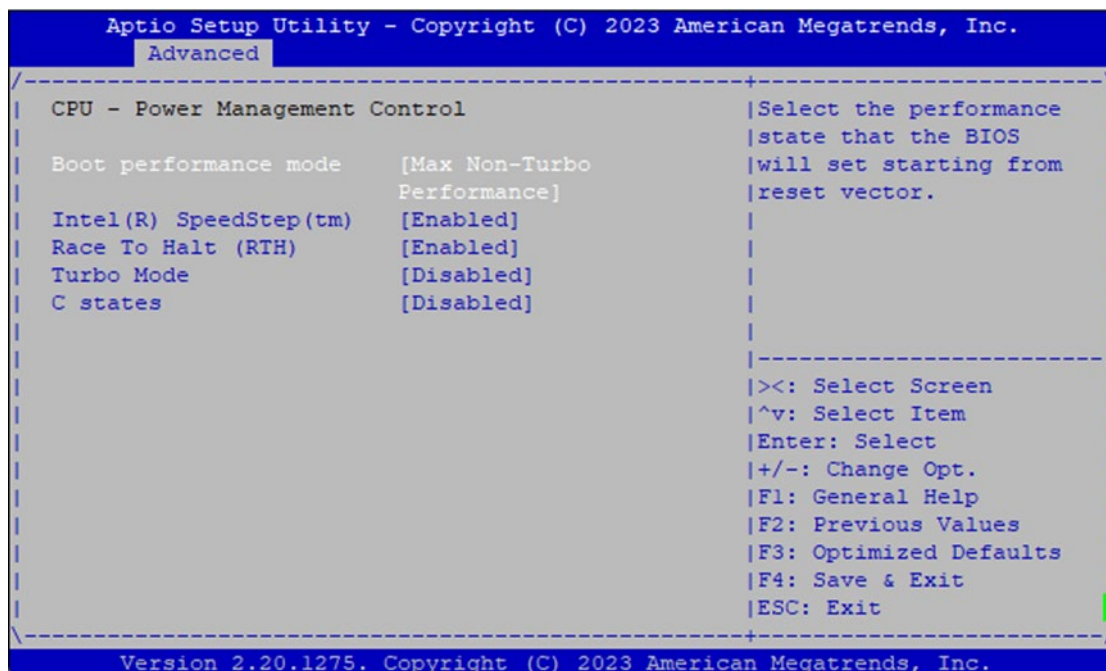 Aptio Setup Utility - Copyright (C) 2023 American Megatrends, Inc.
Advanced
CPU - Power Management Control
Boot performance mode [Max Non-Turbo
Performance]
Intel(R) SpeedStep(tm) [Enabled]
Race To Halt (RTH) [Enabled]
Turbo Mode [Disabled]
C states [Disabled]
Select the performance
state that the BIOS
will set starting from
reset vector.
><: Select Screen
^v: Select Item
Enter: Select
+/-: Change Opt.
F1: General Help
F2: Previous Values
F3: Optimized Defaults
F4: Save & Exit
ESC: Exit
Version 2.20.1275. Copyright (C) 2023 American Megatrends, Inc.